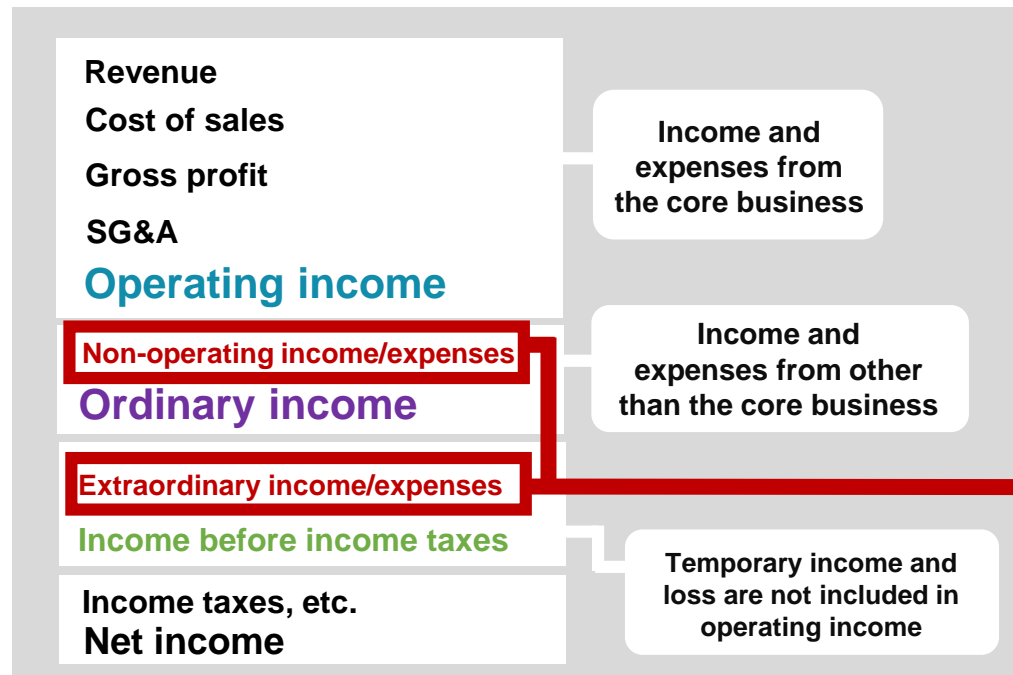 Revenue
Cost of sales
Gross profit
SG&A
Operating income
Income and
expenses from
the core business
Non-operating income/expenses
Ordinary income
Income and
expenses from other
than the core business
Extraordinary income/expenses
Income before income taxes
Temporary income and
loss are not included in
operating income
Income taxes, etc.
Net income